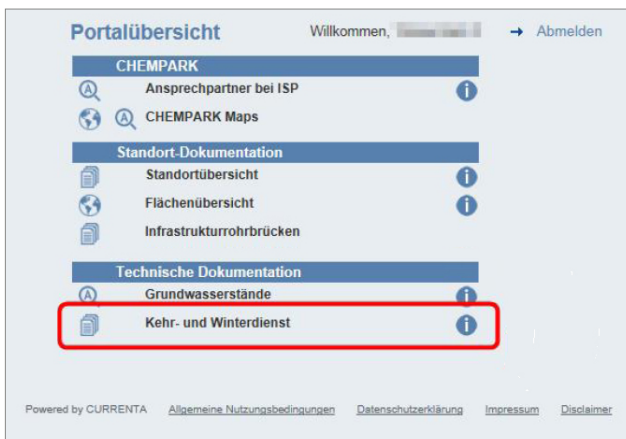 Portalübersicht Willkommen, → Abmelden
CHEMPARK
Ansprechpartner bei ISP
CHEMPARK Maps
Standort-Dokumentation
Standortübersicht
Flächenübersicht
Infrastrukturrohrbrücken
Technische Dokumentation
Grundwasserstände
Kehr- und Winterdienst
Powered by CURRENTA Allgemeine Nutzungsbedingungen Datenschutzerklärung Impressum Disclaimer